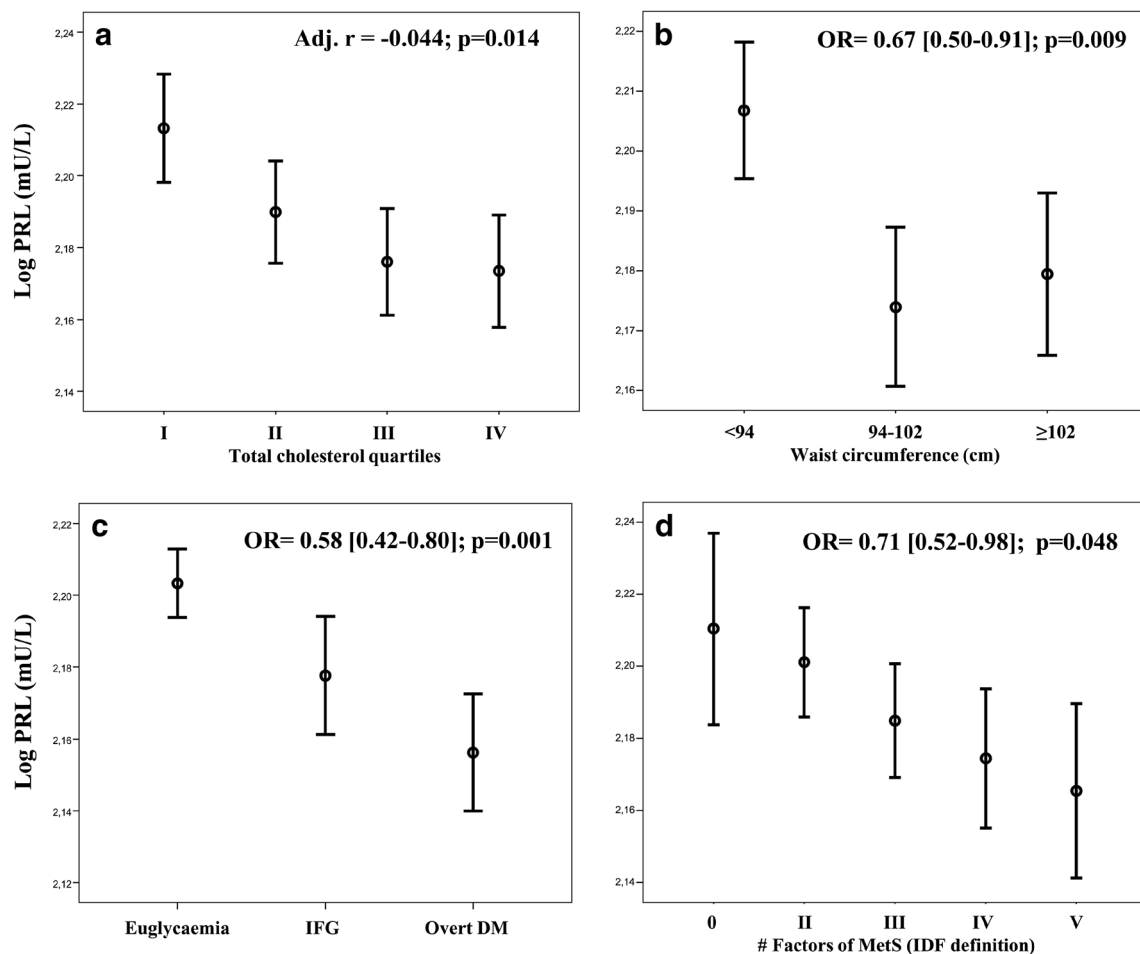 a
Adj. r = -0.044; p=0.014
Log PRL (mU/L)
2,24
2,22
2,20
2,18
2,16
2,14
I II III IV
Total cholesterol quartiles
b
OR= 0.67 [0.50-0.91]; p=0.009
2,22
2,21
2,20
2,19
2,18
2,17
2,16
<94 94-102 ≥102
Waist circumference (cm)
c
OR= 0.58 [0.42-0.80]; p=0.001
Log PRL (mU/L)
2,22
2,20
2,18
2,16
2,14
2,12
Euglycaemia IFG Overt DM
d
OR= 0.71 [0.52-0.98]; p=0.048
2,24
2,22
2,20
2,18
2,16
2,14
0 II III IV V
# Factors of MetS (IDF definition)